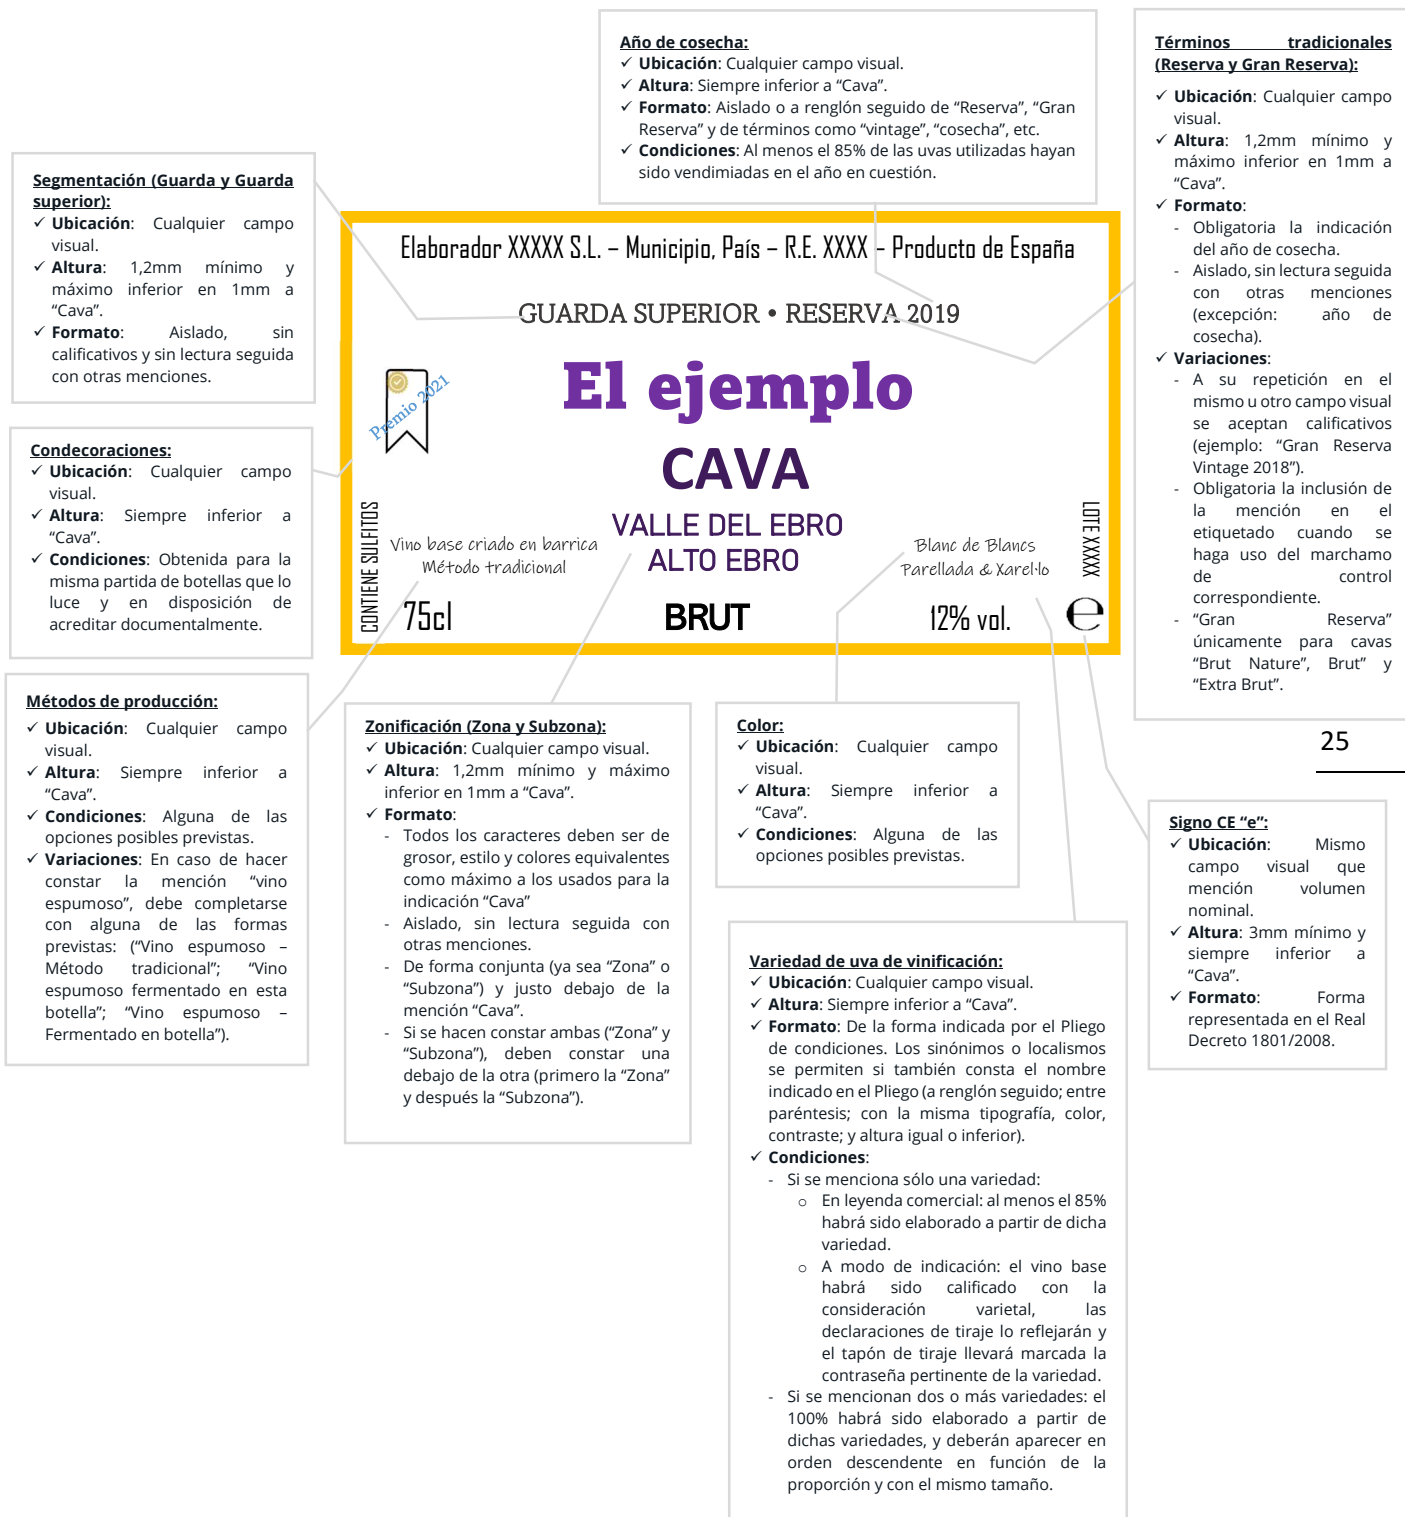 Año de cosecha:
✓ Ubicación: Cualquier campo visual.
✓ Altura: Siempre inferior a “Cava”.
✓ Formato: Aislado o a renglón seguido de “Reserva”, “Gran
Reserva” y de términos como “vintage”, “cosecha”, etc.
✓ Condiciones: Al menos el 85% de las uvas utilizadas hayan
sido vendimiadas en el año en cuestión.
Términos tradicionales
(Reserva y Gran Reserva):
✓ Ubicación: Cualquier campo
visual.
✓ Altura: 1,2mm mínimo y
máximo inferior en 1mm a
“Cava”.
✓ Formato:
- Obligatoria la indicación
del año de cosecha.
- Aislado, sin lectura seguida
con otras menciones
(excepción: año de
cosecha).
✓ Variaciones:
- A su repetición en el
mismo u otro campo visual
se aceptan calificativos
(ejemplo: “Gran Reserva
Vintage 2018”).
- Obligatoria la inclusión de
la mención en el
etiquetado cuando se
haga uso del marchamo
de control
correspondiente.
- “Gran Reserva”
únicamente para cavas
“Brut Nature”, Brut” y
“Extra Brut”.
Segmentación (Guarda y Guarda
superior):
✓ Ubicación: Cualquier campo
visual.
✓ Altura: 1,2mm mínimo y
máximo inferior en 1mm a
“Cava”.
✓ Formato: Aislado, sin
calificativos y sin lectura seguida
con otras menciones.
Elaborador XXXXX S.L. – Municipio, País – R.E. XXXX – Producto de España
GUARDA SUPERIOR • RESERVA 2019
El ejemplo
CAVA
VALLE DEL EBRO
ALTO EBRO
Premio 2021
CONTIENE SULFITOS
Vino base criado en barrica
Método tradicional
75cl
BRUT
Blanc de Blancs
Parellada & Xarel·lo
12% vol.
LOTE XXXXX
e
Condecoraciones:
✓ Ubicación: Cualquier campo
visual.
✓ Altura: Siempre inferior a
“Cava”.
✓ Condiciones: Obtenida para la
misma partida de botellas que lo
luce y en disposición de
acreditar documentalmente.
Métodos de producción:
✓ Ubicación: Cualquier campo
visual.
✓ Altura: Siempre inferior a
“Cava”.
✓ Condiciones: Alguna de las
opciones posibles previstas.
✓ Variaciones: En caso de hacer
constar la mención “vino
espumoso”, debe completarse
con alguna de las formas
previstas: (“Vino espumoso –
Método tradicional”; “Vino
espumoso fermentado en esta
botella”; “Vino espumoso –
Fermentado en botella”).
Zonificación (Zona y Subzona):
✓ Ubicación: Cualquier campo visual.
✓ Altura: 1,2mm mínimo y máximo
inferior en 1mm a “Cava”.
✓ Formato:
- Todos los caracteres deben ser de
grosor, estilo y colores equivalentes
como máximo a los usados para la
indicación “Cava”
- Aislado, sin lectura seguida con
otras menciones.
- De forma conjunta (ya sea “Zona” o
“Subzona”) y justo debajo de la
mención “Cava”.
- Si se hacen constar ambas (“Zona” y
“Subzona”), deben constar una
debajo de la otra (primero la “Zona”
y después la “Subzona”).
Color:
✓ Ubicación: Cualquier campo
visual.
✓ Altura: Siempre inferior a
“Cava”.
✓ Condiciones: Alguna de las
opciones posibles previstas.
25
Signo CE “e”:
✓ Ubicación: Mismo
campo visual que
mención volumen
nominal.
✓ Altura: 3mm mínimo y
siempre inferior a
“Cava”.
✓ Formato: Forma
representada en el Real
Decreto 1801/2008.
Variedad de uva de vinificación:
✓ Ubicación: Cualquier campo visual.
✓ Altura: Siempre inferior a “Cava”.
✓ Formato: De la forma indicada por el Pliego
de condiciones. Los sinónimos o localismos
se permiten si también consta el nombre
indicado en el Pliego (a renglón seguido; entre
paréntesis; con la misma tipografía, color,
contraste; y altura igual o inferior).
✓ Condiciones:
- Si se menciona sólo una variedad:
o En leyenda comercial: al menos el 85%
habrá sido elaborado a partir de dicha
variedad.
o A modo de indicación: el vino base
habrá sido calificado con la
consideración varietal, las
declaraciones de tiraje lo reflejarán y
el tapón de tiraje llevará marcada la
contraseña pertinente de la variedad.
- Si se mencionan dos o más variedades: el
100% habrá sido elaborado a partir de
dichas variedades, y deberán aparecer en
orden descendente en función de la
proporción y con el mismo tamaño.